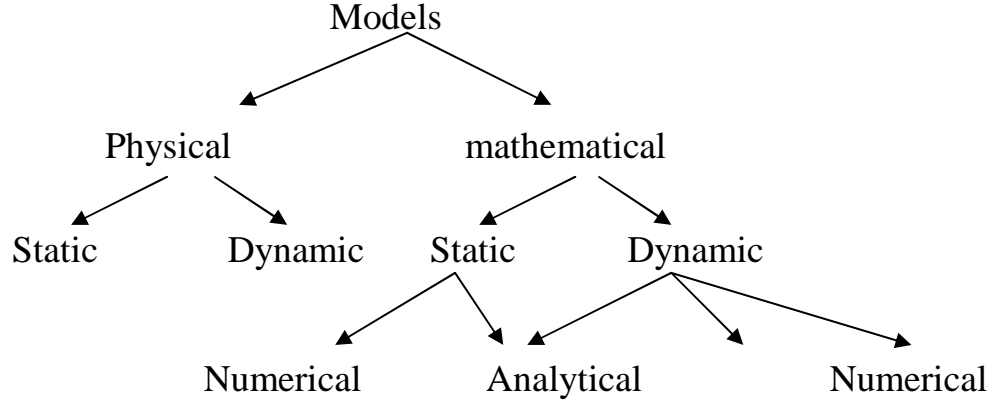 Models
Physical mathematical
Static Dynamic Static Dynamic
Numerical Analytical Numerical